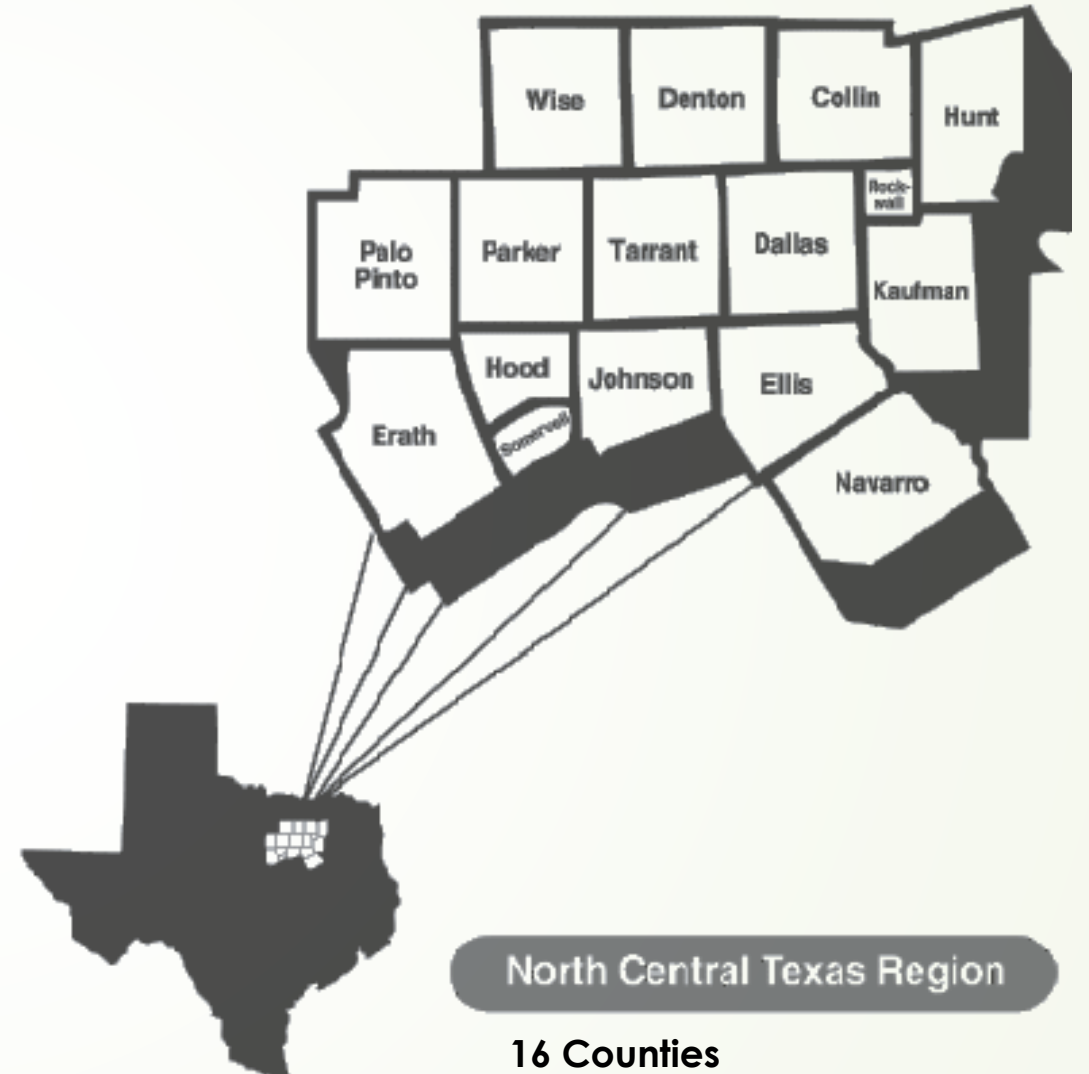 Wise
Denton
Collin
Hunt
Rock-
wall
Palo
Pinto
Parker
Tarrant
Dallas
Kaufman
Hood
Johnson
Ellis
Erath
Somervell
Navarro
North Central Texas Region
16 Counties